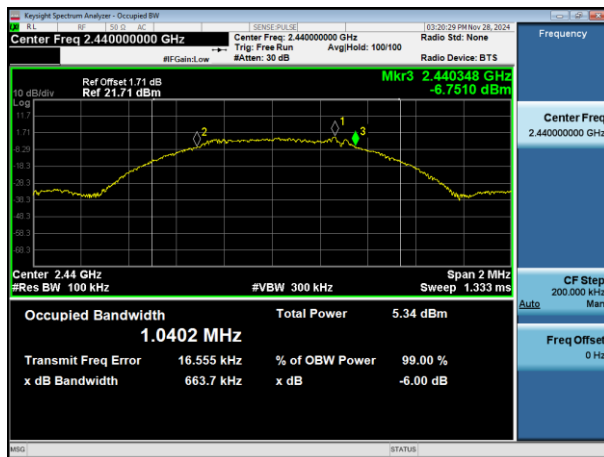 Keysight Spectrum Analyzer - Occupied BW
RL RF 50 Ω AC SENSE:PULSE 03:20:29 PM Nov 28, 2024
Center Freq 2.440000000 GHz
Center Freq: 2.440000000 GHz
Radio Std: None
Trig: Free Run Avg|Hold: 100/100
#IFGain:Low #Atten: 30 dB Radio Device: BTS
Mkr3 2.440348 GHz
-6.7510 dBm
Ref Offset 1.71 dB
10 dB/div Ref 21.71 dBm
Log
11.7
1.71
-8.29
-18.3
-28.3
-38.3
-48.3
-58.3
-68.3
2
1
3
Center 2.44 GHz Span 2 MHz
#Res BW 100 kHz #VBW 300 kHz Sweep 1.333 ms
Occupied Bandwidth Total Power 5.34 dBm
1.0402 MHz
Transmit Freq Error 16.555 kHz % of OBW Power 99.00 %
x dB Bandwidth 663.7 kHz x dB -6.00 dB
MSG STATUS
Frequency
Center Freq
2.440000000 GHz
CF Step
200.000 kHz
Auto Man
Freq Offset
0 Hz